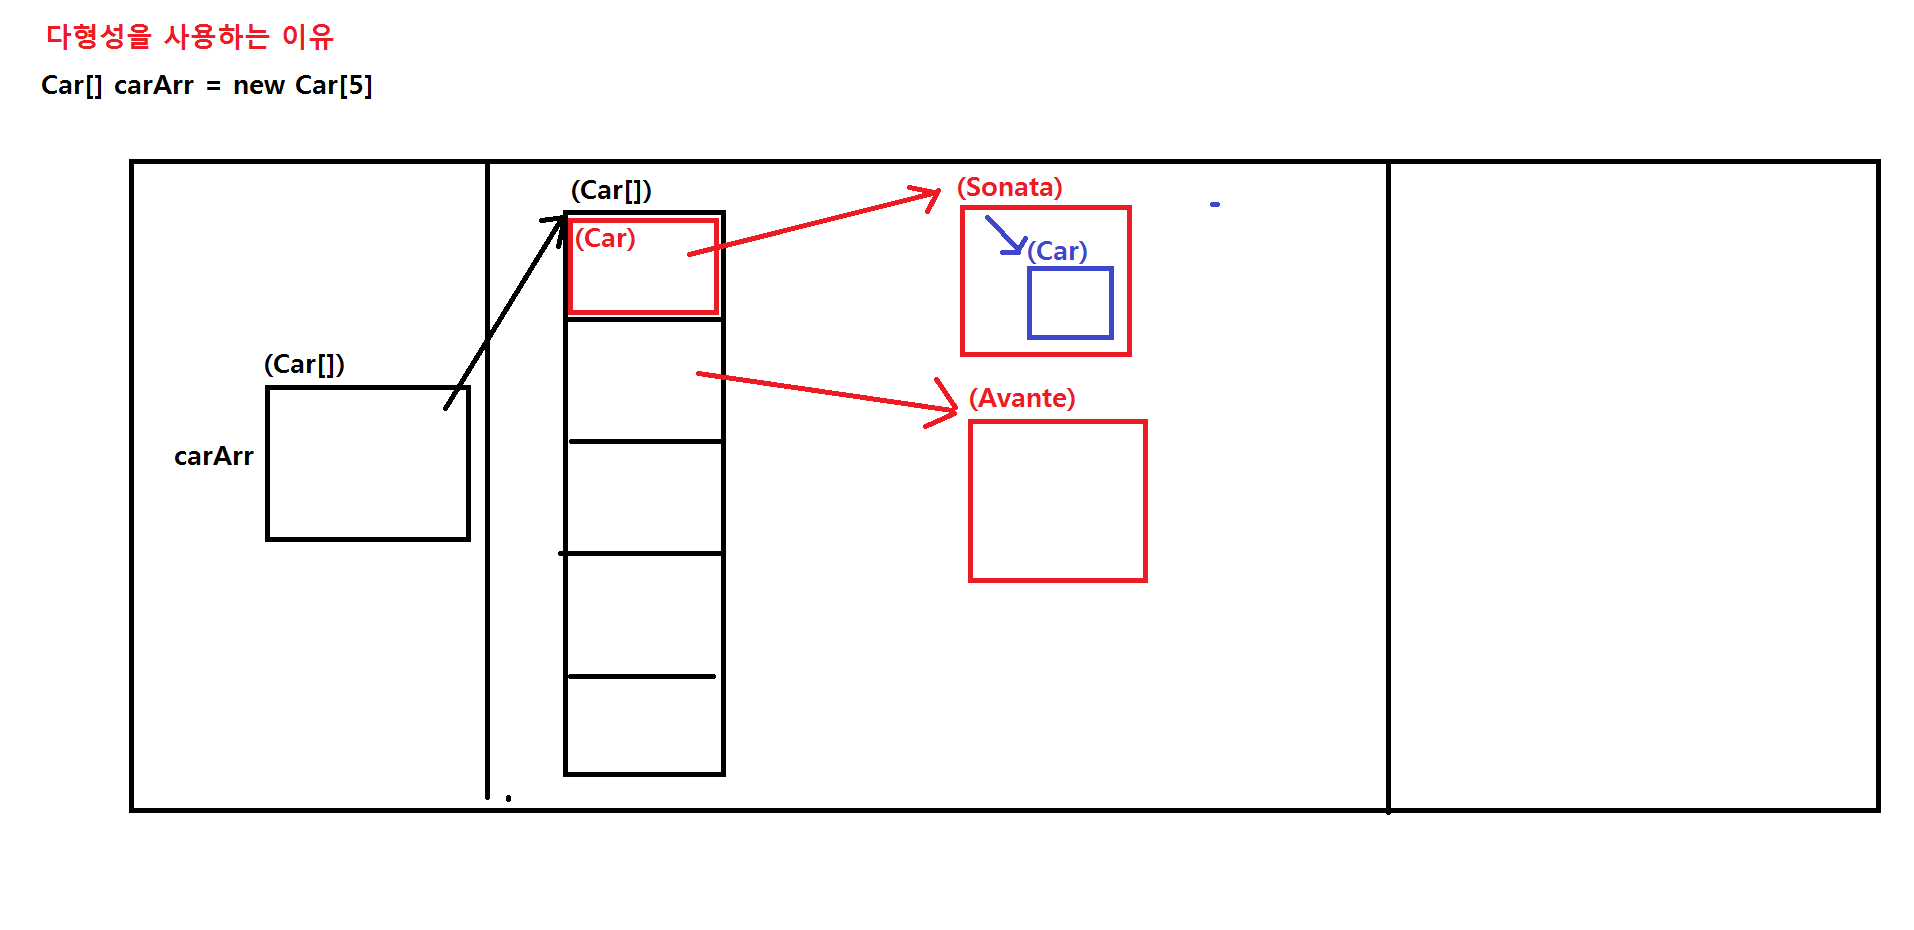 다형성을 사용하는 이유
Car[] carArr = new Car[5]
(Car[])
(Car)
(Sonata)
(Car)
(Car[])
carArr
(Avante)